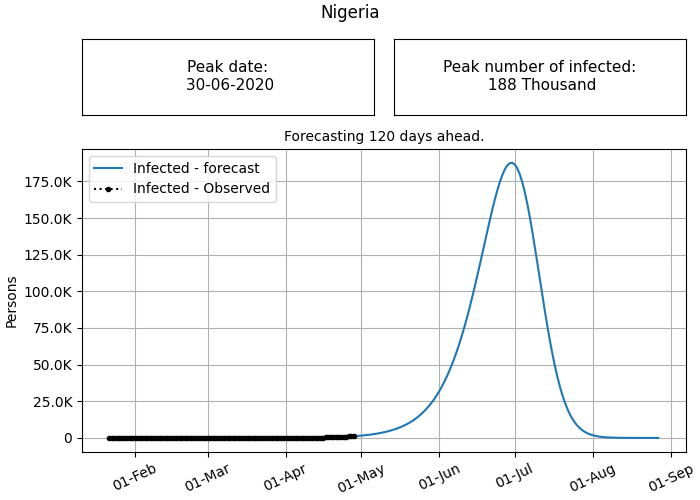 Nigeria
Peak date:
30-06-2020
Peak number of infected:
188 Thousand
Forecasting 120 days ahead.
Infected - forecast
Infected - Observed
Persons
175.0K
150.0K
125.0K
100.0K
75.0K
50.0K
25.0K
0
01-Feb
01-Mar
01-Apr
01-May
01-Jun
01-Jul
01-Aug
01-Sep